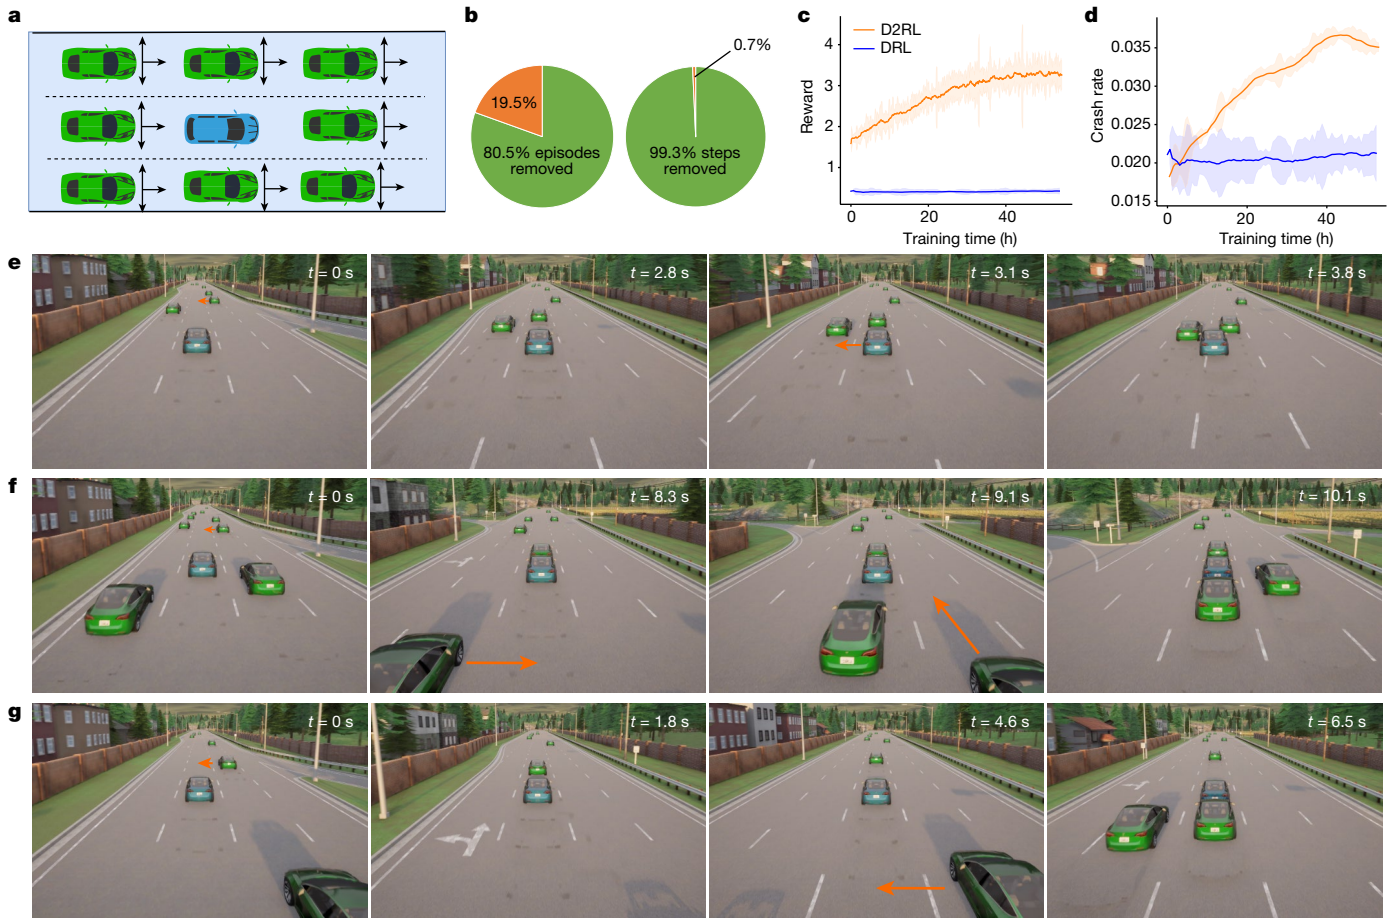 a
b
0.7%
19.5%
80.5% episodes
removed
99.3% steps
removed
c
D2RL
DRL
4
3
2
1
Reward
0
20
40
Training time (h)
d
0.035
0.030
0.025
0.020
0.015
Crash rate
0
20
40
Training time (h)
e
t = 0 s
t = 2.8 s
t = 3.1 s
t = 3.8 s
f
t = 0 s
t = 8.3 s
t = 9.1 s
t = 10.1 s
g
t = 0 s
t = 1.8 s
t = 4.6 s
t = 6.5 s